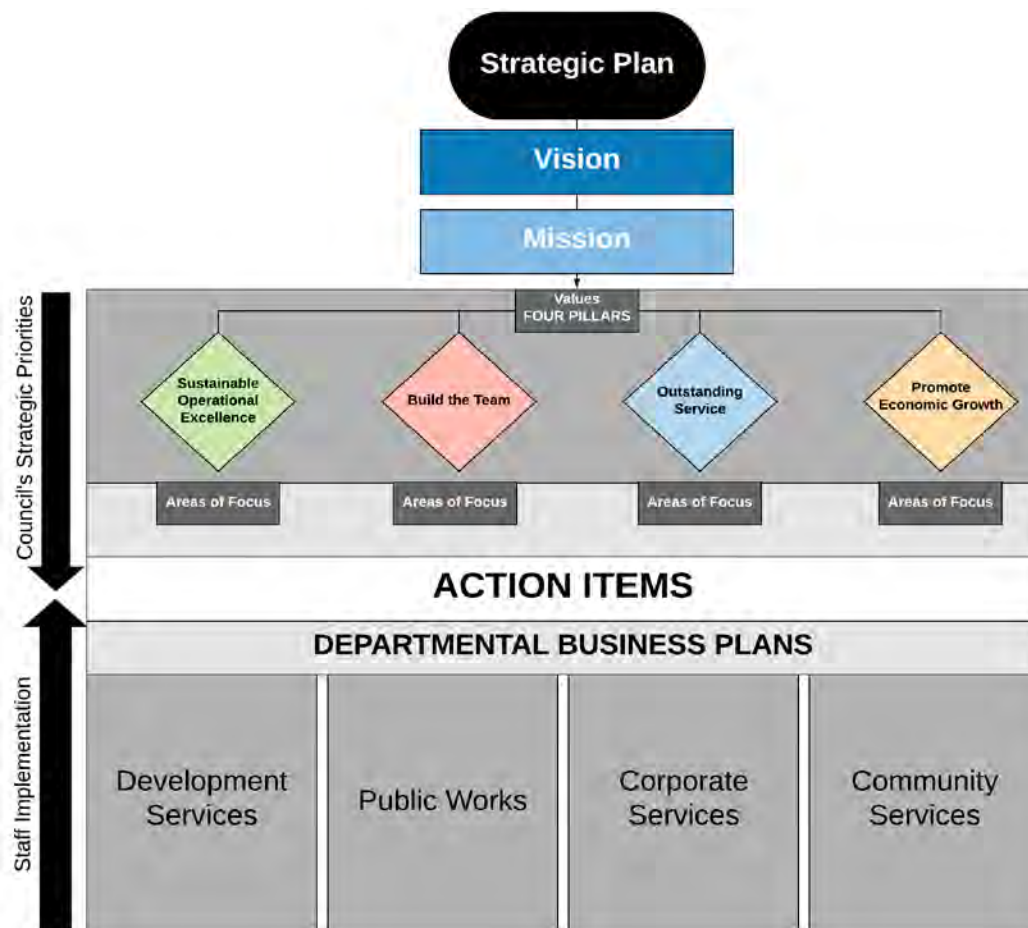 Strategic Plan
Vision
Mission
Values
FOUR PILLARS
Council's Strategic Priorities
Sustainable
Operational
Excellence
Build the Team
Outstanding
Service
Promote
Economic Growth
Areas of Focus
Areas of Focus
Areas of Focus
Areas of Focus
ACTION ITEMS
DEPARTMENTAL BUSINESS PLANS
Staff Implementation
Development
Services
Public Works
Corporate
Services
Community
Services